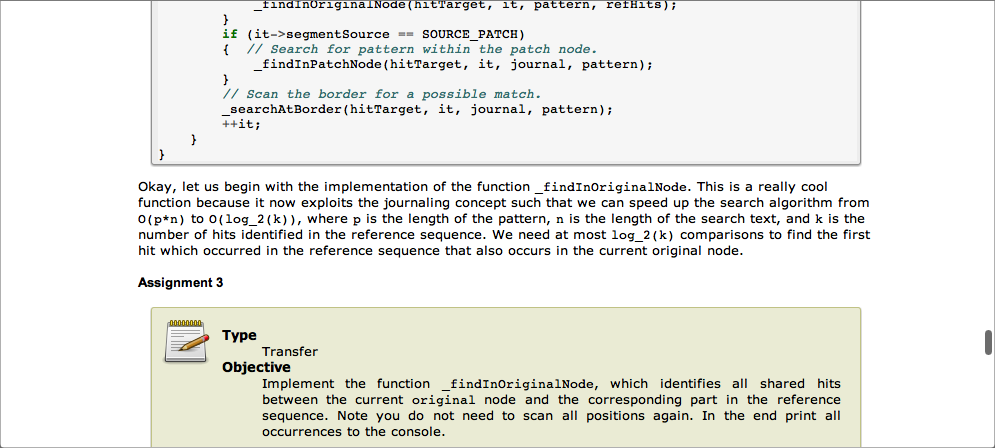 _findInOriginalNode(hitTarget, it, pattern, refHits);
}
if (it->segmentSource == SOURCE_PATCH)
{  // Search for pattern within the patch node.
_findInPatchNode(hitTarget, it, journal, pattern);
}
// Scan the border for a possible match.
_searchAtBorder(hitTarget, it, journal, pattern);
++it;
}
}
Okay, let us begin with the implementation of the function _findInOriginalNode. This is a really cool
function because it now exploits the journaling concept such that we can speed up the search algorithm from
O(p*n) to O(log_2(k)), where p is the length of the pattern, n is the length of the search text, and k is the
number of hits identified in the reference sequence. We need at most log_2(k) comparisons to find the first
hit which occurred in the reference sequence that also occurs in the current original node.
Assignment 3
Type
Transfer
Objective
Implement the function _findInOriginalNode, which identifies all shared hits
between the current original node and the corresponding part in the reference
sequence. Note you do not need to scan all positions again. In the end print all
occurrences to the console.